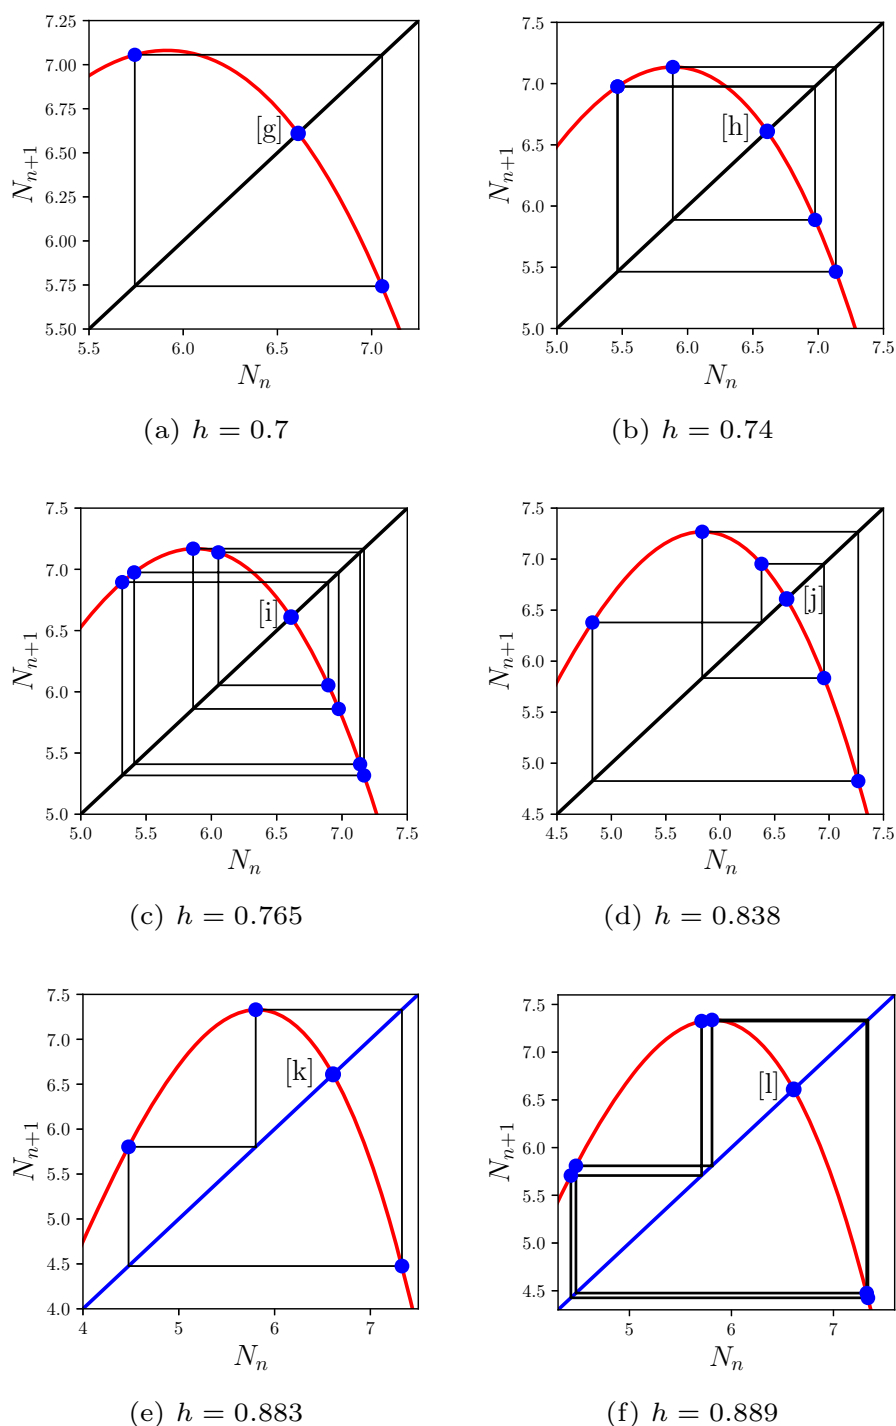 7.25
7.00
6.75
6.50
6.25
6.00
5.75
5.50
N_{n+1}
[g]
5.5 6.0 6.5 7.0
N_n
(a) h = 0.7
7.5
7.0
6.5
6.0
5.5
5.0
N_{n+1}
[h]
5.0 5.5 6.0 6.5 7.0 7.5
N_n
(b) h = 0.74
7.5
7.0
6.5
6.0
5.5
5.0
N_{n+1}
[i]
5.0 5.5 6.0 6.5 7.0 7.5
N_n
(c) h = 0.765
7.5
7.0
6.5
6.0
5.5
5.0
4.5
N_{n+1}
[j]
4.5 5.0 5.5 6.0 6.5 7.0 7.5
N_n
(d) h = 0.838
7.5
7.0
6.5
6.0
5.5
5.0
4.5
4.0
N_{n+1}
[k]
4 5 6 7
N_n
(e) h = 0.883
7.5
7.0
6.5
6.0
5.5
5.0
4.5
N_{n+1}
[l]
5 6 7
N_n
(f) h = 0.889